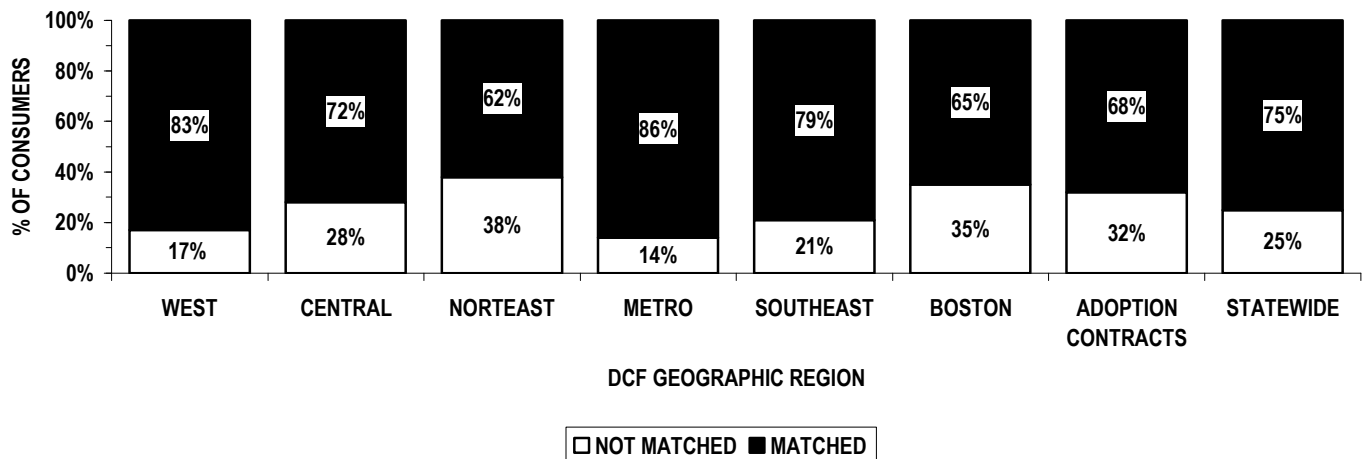 100%
80%
60%
40%
20%
0%
% OF CONSUMERS
83%
72%
62%
86%
79%
65%
68%
75%
17%
28%
38%
14%
21%
35%
32%
25%
WEST
CENTRAL
NORTEAST
METRO
SOUTHEAST
BOSTON
ADOPTION
CONTRACTS
STATEWIDE
DCF GEOGRAPHIC REGION
NOT MATCHED MATCHED